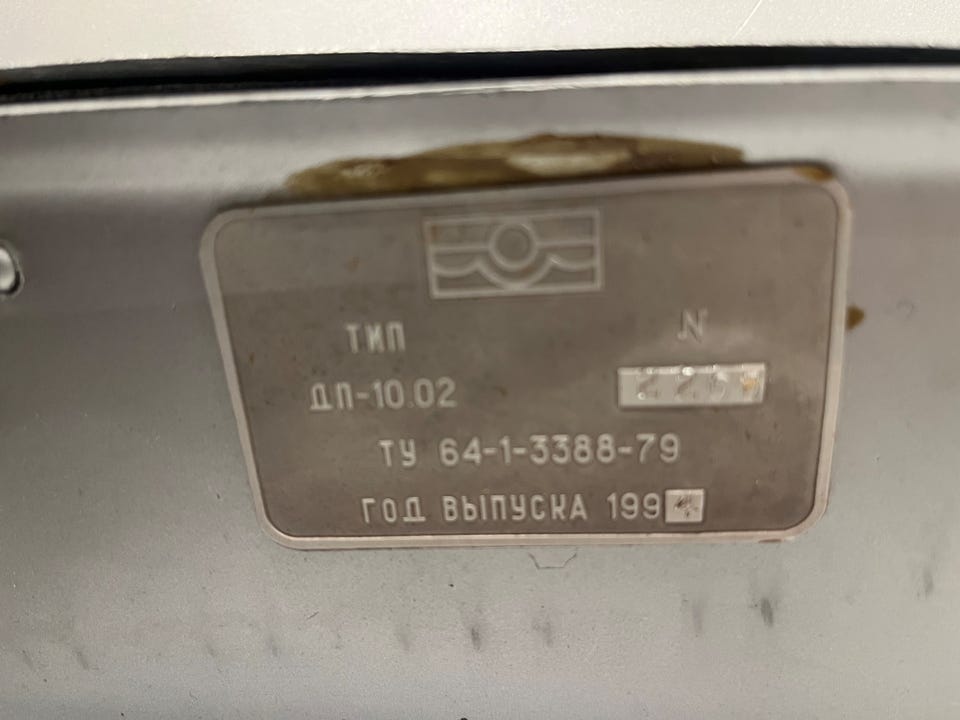 ТИП N
ДП-10.02
ТУ 64-1-3388-79
ГОД ВЫПУСКА 199